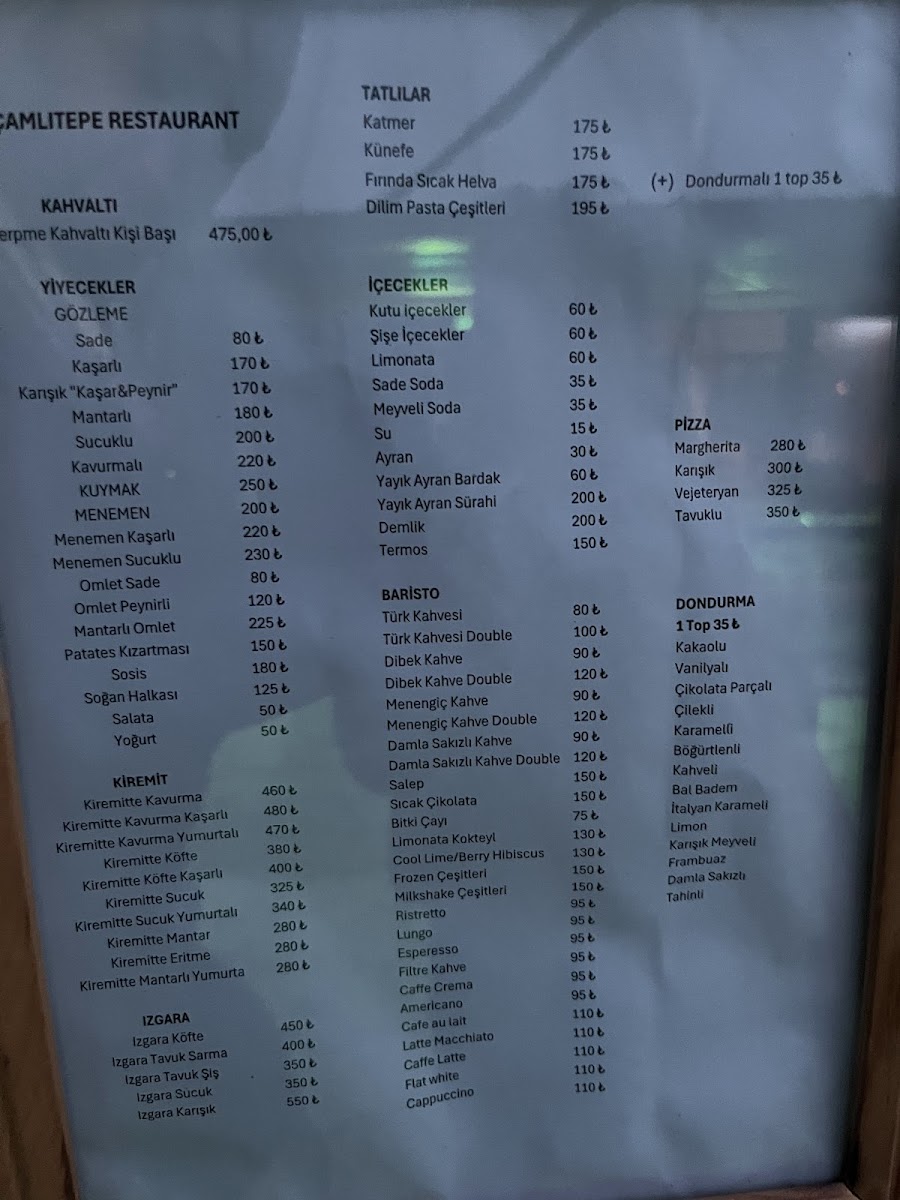 ÇAMLITEPE RESTAURANT
KAHVALTI
erpme Kahvaltı Kişi Başı 475,00 ₺
YİYECEKLER
GÖZLEME
Sade 80 ₺
Kaşarlı 170 ₺
Karışık "Kaşar&Peynir" 170 ₺
Mantarlı 180 ₺
Sucuklu 200 ₺
Kavurmalı 220 ₺
KUYMAK 250 ₺
MENEMEN 200 ₺
Menemen Kaşarlı 220 ₺
Menemen Sucuklu 230 ₺
Omlet Sade 80 ₺
Omlet Peynirli 120 ₺
Mantarlı Omlet 225 ₺
Patates Kızartması 150 ₺
Sosis 180 ₺
Soğan Halkası 125 ₺
Salata 50 ₺
Yoğurt 50 ₺
KİREMİT
Kiremitte Kavurma 460 ₺
Kiremitte Kavurma Kaşarlı 480 ₺
Kiremitte Kavurma Yumurtalı 470 ₺
Kiremitte Köfte 380 ₺
Kiremitte Köfte Kaşarlı 400 ₺
Kiremitte Sucuk 325 ₺
Kiremitte Sucuk Yumurtalı 340 ₺
Kiremitte Mantar 280 ₺
Kiremitte Eritme 280 ₺
Kiremitte Mantarlı Yumurta 280 ₺
IZGARA
Izgara Köfte 450 ₺
Izgara Tavuk Sarma 400 ₺
Izgara Tavuk Şiş 350 ₺
Izgara Sucuk 350 ₺
Izgara Karışık 550 ₺
TATLILAR
Katmer 175 ₺
Künefe 175 ₺
Fırında Sıcak Helva 175 ₺ (+) Dondurmalı 1 top 35 ₺
Dilim Pasta Çeşitleri 195 ₺
İÇECEKLER
Kutu içecekler 60 ₺
Şişe İçecekler 60 ₺
Limonata 60 ₺
Sade Soda 35 ₺
Meyveli Soda 35 ₺
Su 15 ₺
Ayran 30 ₺
Yayık Ayran Bardak 60 ₺
Yayık Ayran Sürahi 200 ₺
Demlik 200 ₺
Termos 150 ₺
BARİSTO
Türk Kahvesi 80 ₺
Türk Kahvesi Double 100 ₺
Dibek Kahve 90 ₺
Dibek Kahve Double 120 ₺
Menengiç Kahve 90 ₺
Menengiç Kahve Double 120 ₺
Damla Sakızlı Kahve 90 ₺
Damla Sakızlı Kahve Double 120 ₺
Salep 150 ₺
Sıcak Çikolata 150 ₺
Bitki Çayı 75 ₺
Limonata Kokteyl 130 ₺
Cool Lime/Berry Hibiscus 130 ₺
Frozen Çeşitleri 150 ₺
Milkshake Çeşitleri 150 ₺
Ristretto 95 ₺
Lungo 95 ₺
Esperesso 95 ₺
Filtre Kahve 95 ₺
Caffe Crema 95 ₺
Americano 95 ₺
Cafe au lait 110 ₺
Latte Macchiato 110 ₺
Caffe Latte 110 ₺
Flat white 110 ₺
Cappuccino 110 ₺
PİZZA
Margherita 280 ₺
Karışık 300 ₺
Vejeteryan 325 ₺
Tavuklu 350 ₺
DONDURMA
1 Top 35 ₺
Kakaolu
Vanilyalı
Çikolata Parçalı
Çilekli
Karamelli
Böğürtlenli
Kahveli
Bal Badem
İtalyan Karameli
Limon
Karışık Meyveli
Frambuaz
Damla Sakızlı
Tahinli